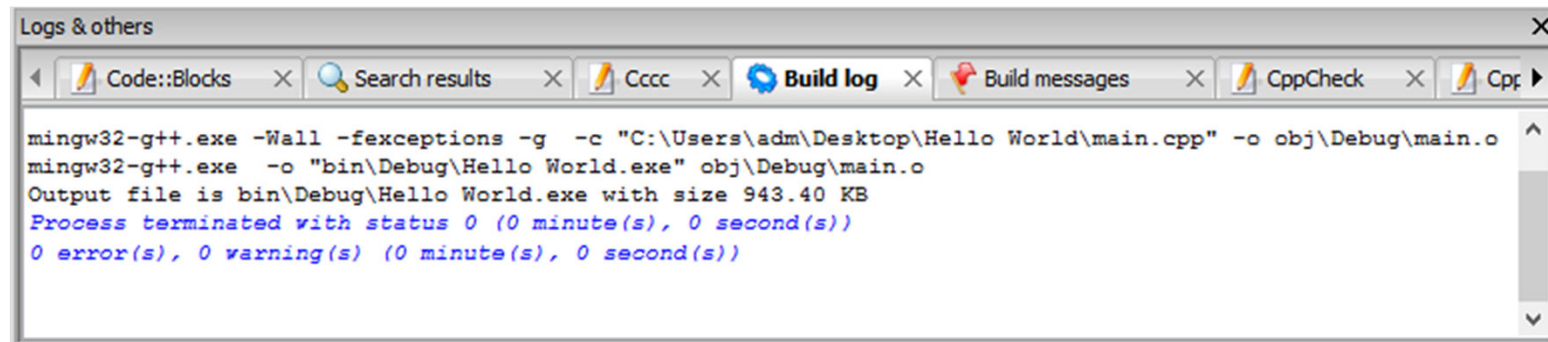 Logs & others
Code::Blocks Search results Cccc Build log Build messages CppCheck Cpp
mingw32-g++.exe -Wall -fexceptions -g  -c "C:\Users\adm\Desktop\Hello World\main.cpp" -o obj\Debug\main.o
mingw32-g++.exe  -o "bin\Debug\Hello World.exe" obj\Debug\main.o
Output file is bin\Debug\Hello World.exe with size 943.40 KB
Process terminated with status 0 (0 minute(s), 0 second(s))
0 error(s), 0 warning(s) (0 minute(s), 0 second(s))